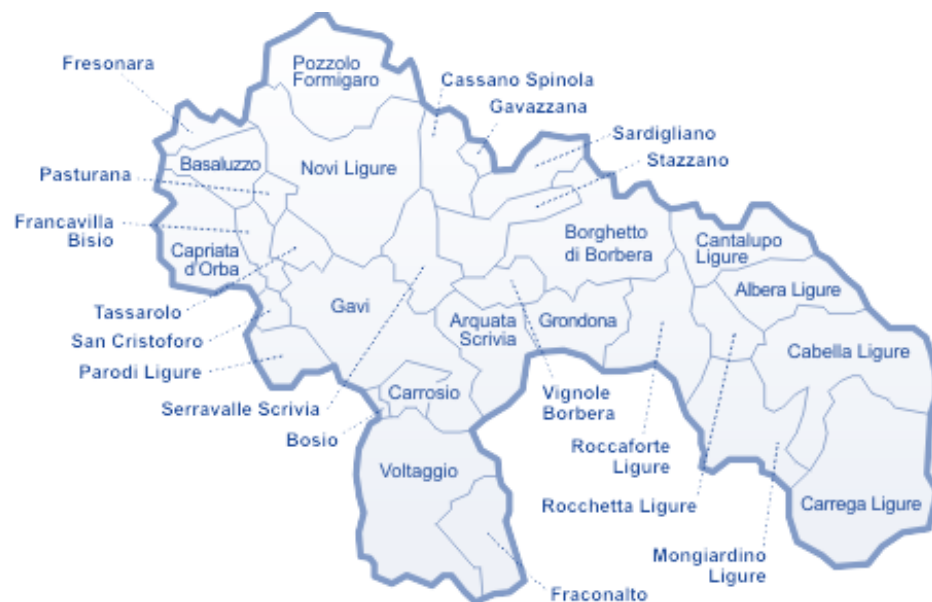 Fresonara
Pozzolo
Formigaro
Cassano Spinola
Gavazzana
Sardigliano
Stazzano
Basaluzzo
Novi Ligure
Pasturana
Francavilla
Bisio
Capriata
d'Orba
Borghetto
di Borbera
Cantalupo
Ligure
Albera Ligure
Tassarolo
Gavi
Arquata
Scrivia
Grondona
San Cristoforo
Cabella Ligure
Parodi Ligure
Carrosio
Serravalle Scrivia
Vignole
Borbera
Bosio
Roccaforte
Ligure
Voltaggio
Rocchetta Ligure
Carrega Ligure
Mongiardino
Ligure
Fraconalto